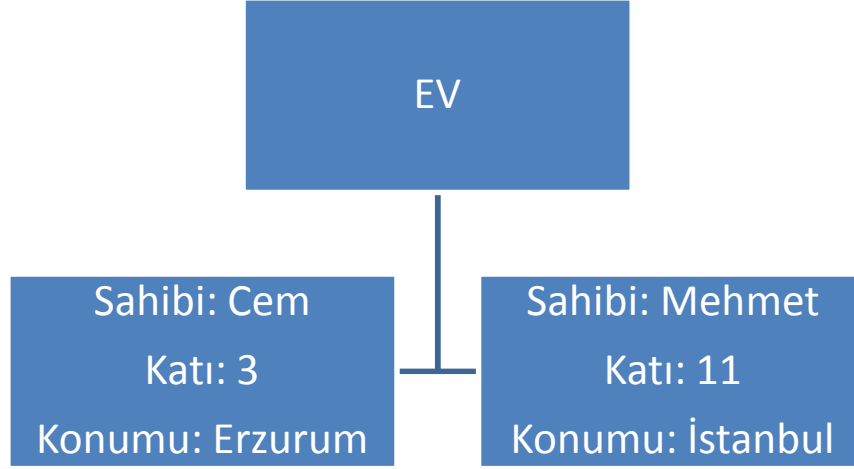 EV
Sahibi: Cem
Katı: 3
Konumu: Erzurum
Sahibi: Mehmet
Katı: 11
Konumu: İstanbul